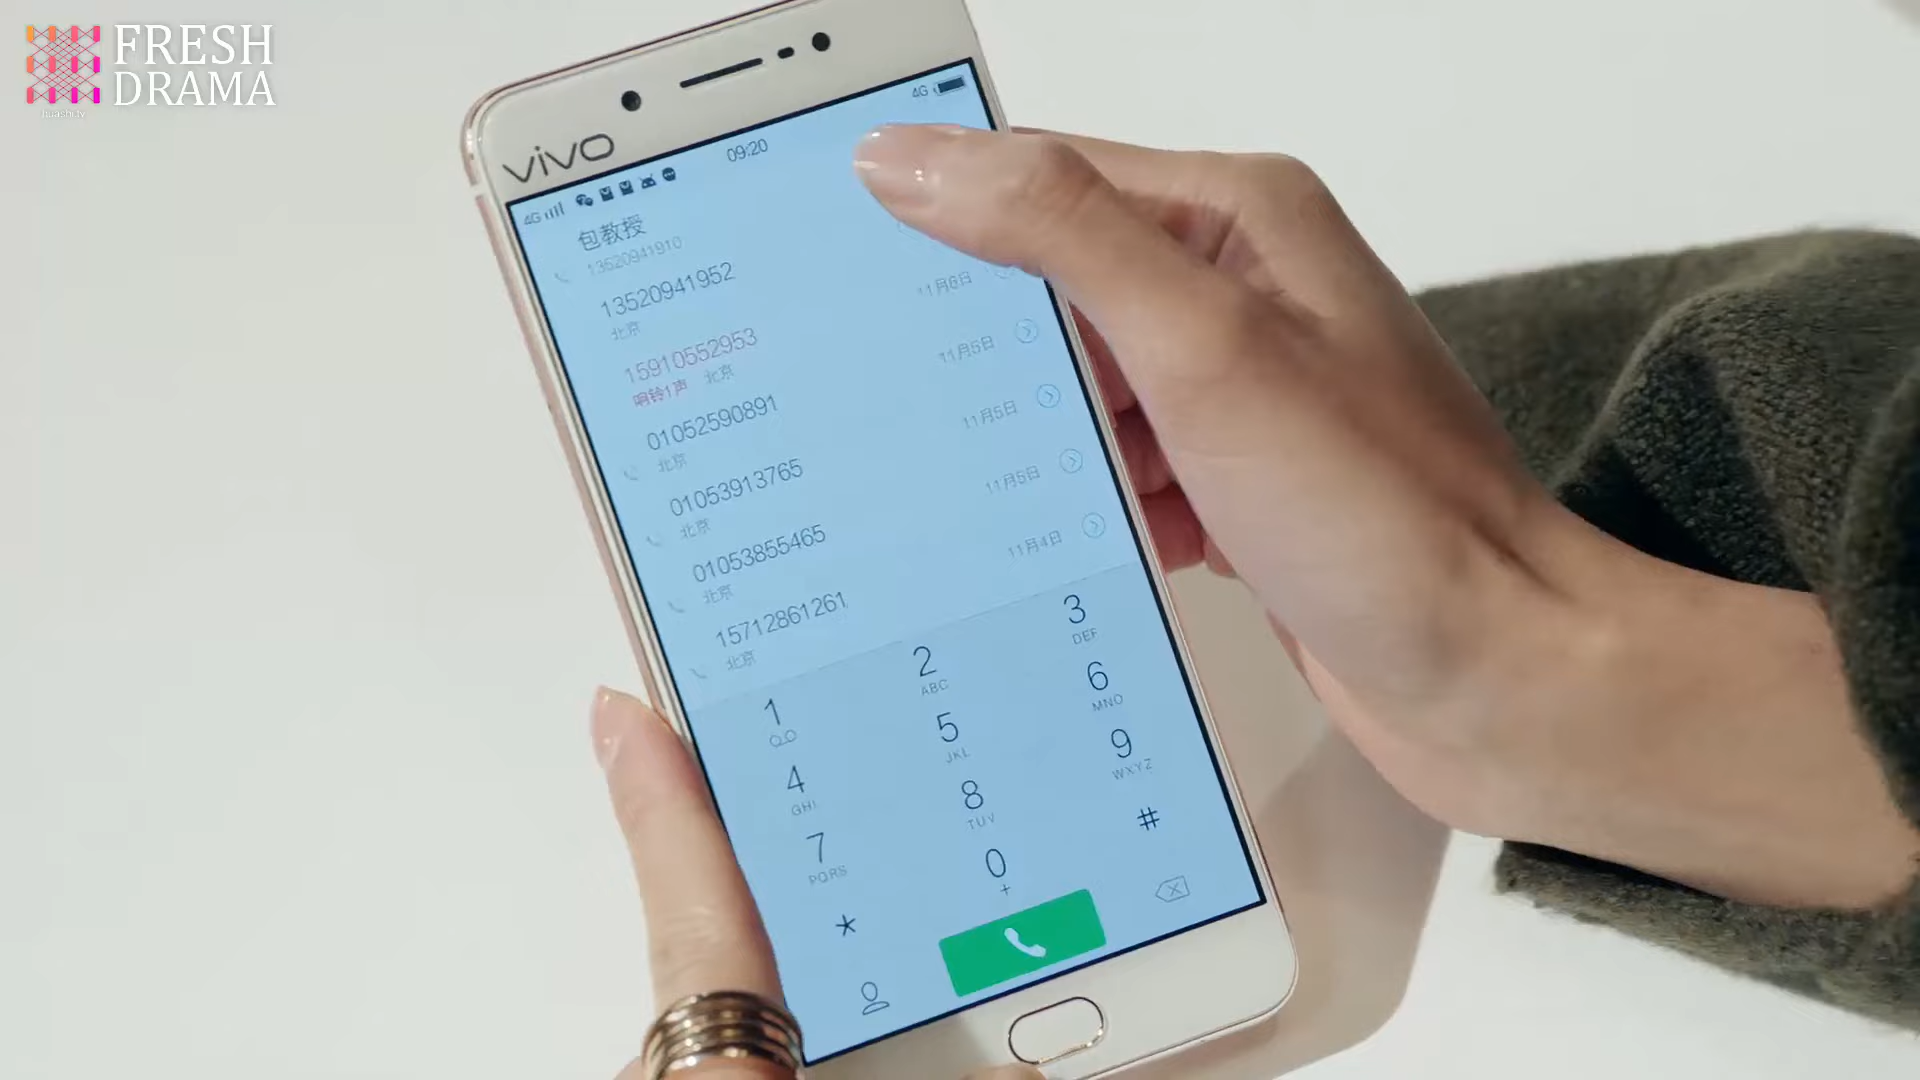 FRESH
DRAMA
vivo
09:20
4G
4G
包教授
13520941910
13520941952
北京
11月6日
15910552953
响铃1声 北京
11月5日
01052590891
北京
11月5日
01053913765
北京
11月5日
01053855465
北京
11月4日
15712861261
北京
1
2
ABC
3
DEF
4
GHI
5
JKL
6
MNO
7
PQRS
8
TUV
9
WXYZ
*
0
+
#